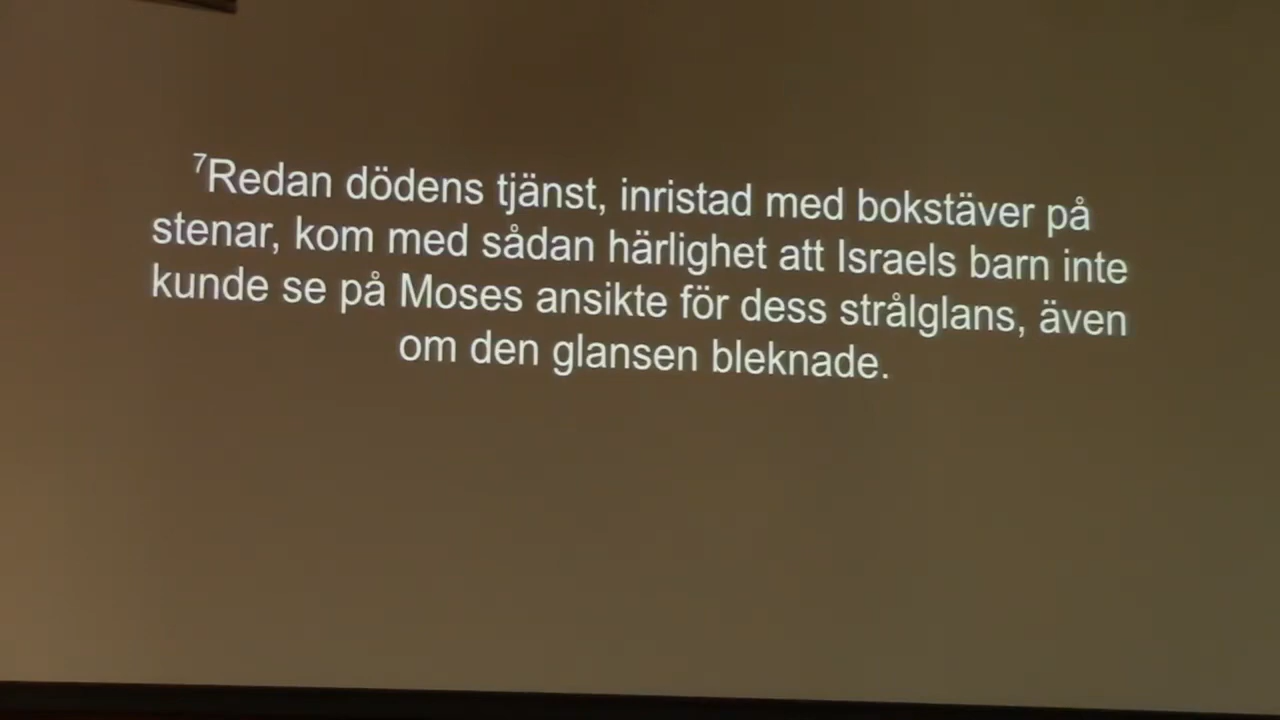 ⁷Redan dödens tjänst, inristad med bokstäver på
stenar, kom med sådan härlighet att Israels barn inte
kunde se på Moses ansikte för dess strålglans, även
om den glansen bleknade.